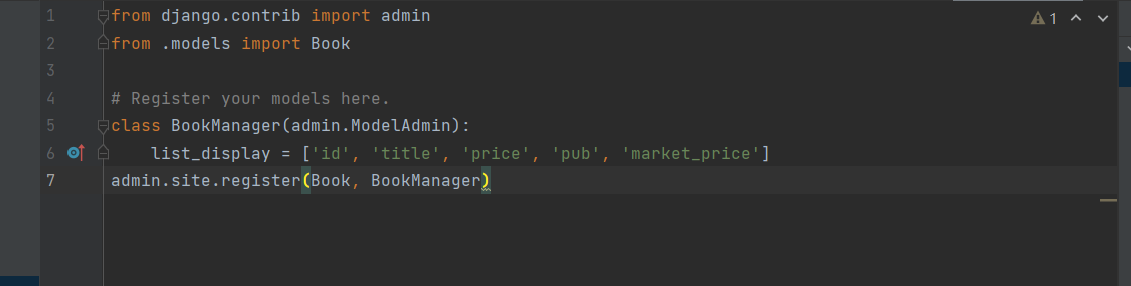 1 from django.contrib import admin
2 from .models import Book
3
4 # Register your models here.
5 class BookManager(admin.ModelAdmin):
6     list_display = ['id', 'title', 'price', 'pub', 'market_price']
7 admin.site.register(Book, BookManager)
1